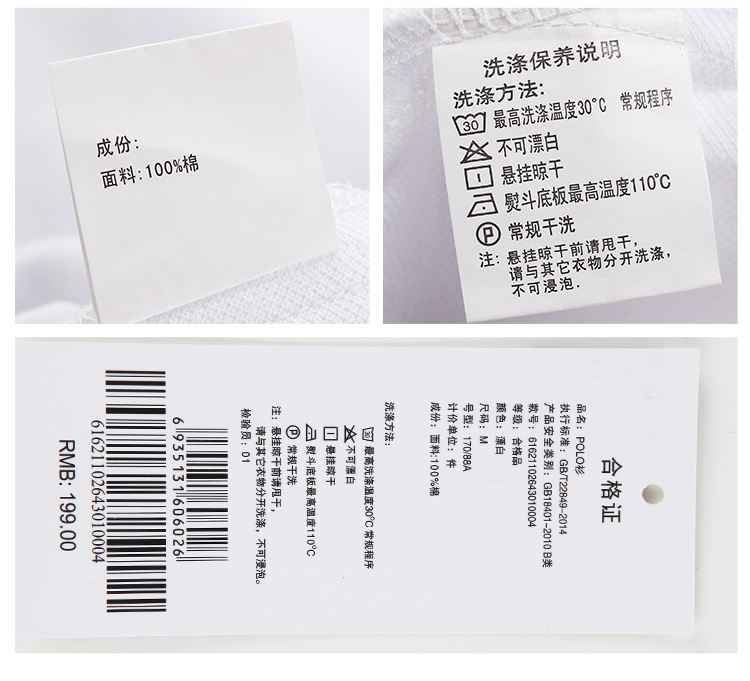 成份:
面料:100%棉
洗涤保养说明
洗涤方法:
30 最高洗涤温度30°C 常规程序
不可漂白
悬挂晾干
熨斗底板最高温度110°C
P 常规干洗
注: 悬挂晾干前请甩干,
请与其它衣物分开洗涤,
不可浸泡.
合格证
品名: POLO衫
执行标准: GB/T22849-2014
产品安全类别: GB18401-2010 B类
款号: 61621102643010004
等级: 合格品
颜色: 漂白
尺码: M
号型: 170/88A
计价单位: 件
成份: 面料:100%棉
洗涤方法:
30 最高洗涤温度30°C 常规程序
不可漂白
悬挂晾干
熨斗底板最高温度110°C
P 常规干洗
注: 悬挂晾干前请甩干,
请与其它衣物分开洗涤, 不可浸泡。
检验员: 01
6935131606026
61621102643010004
RMB: 199.00